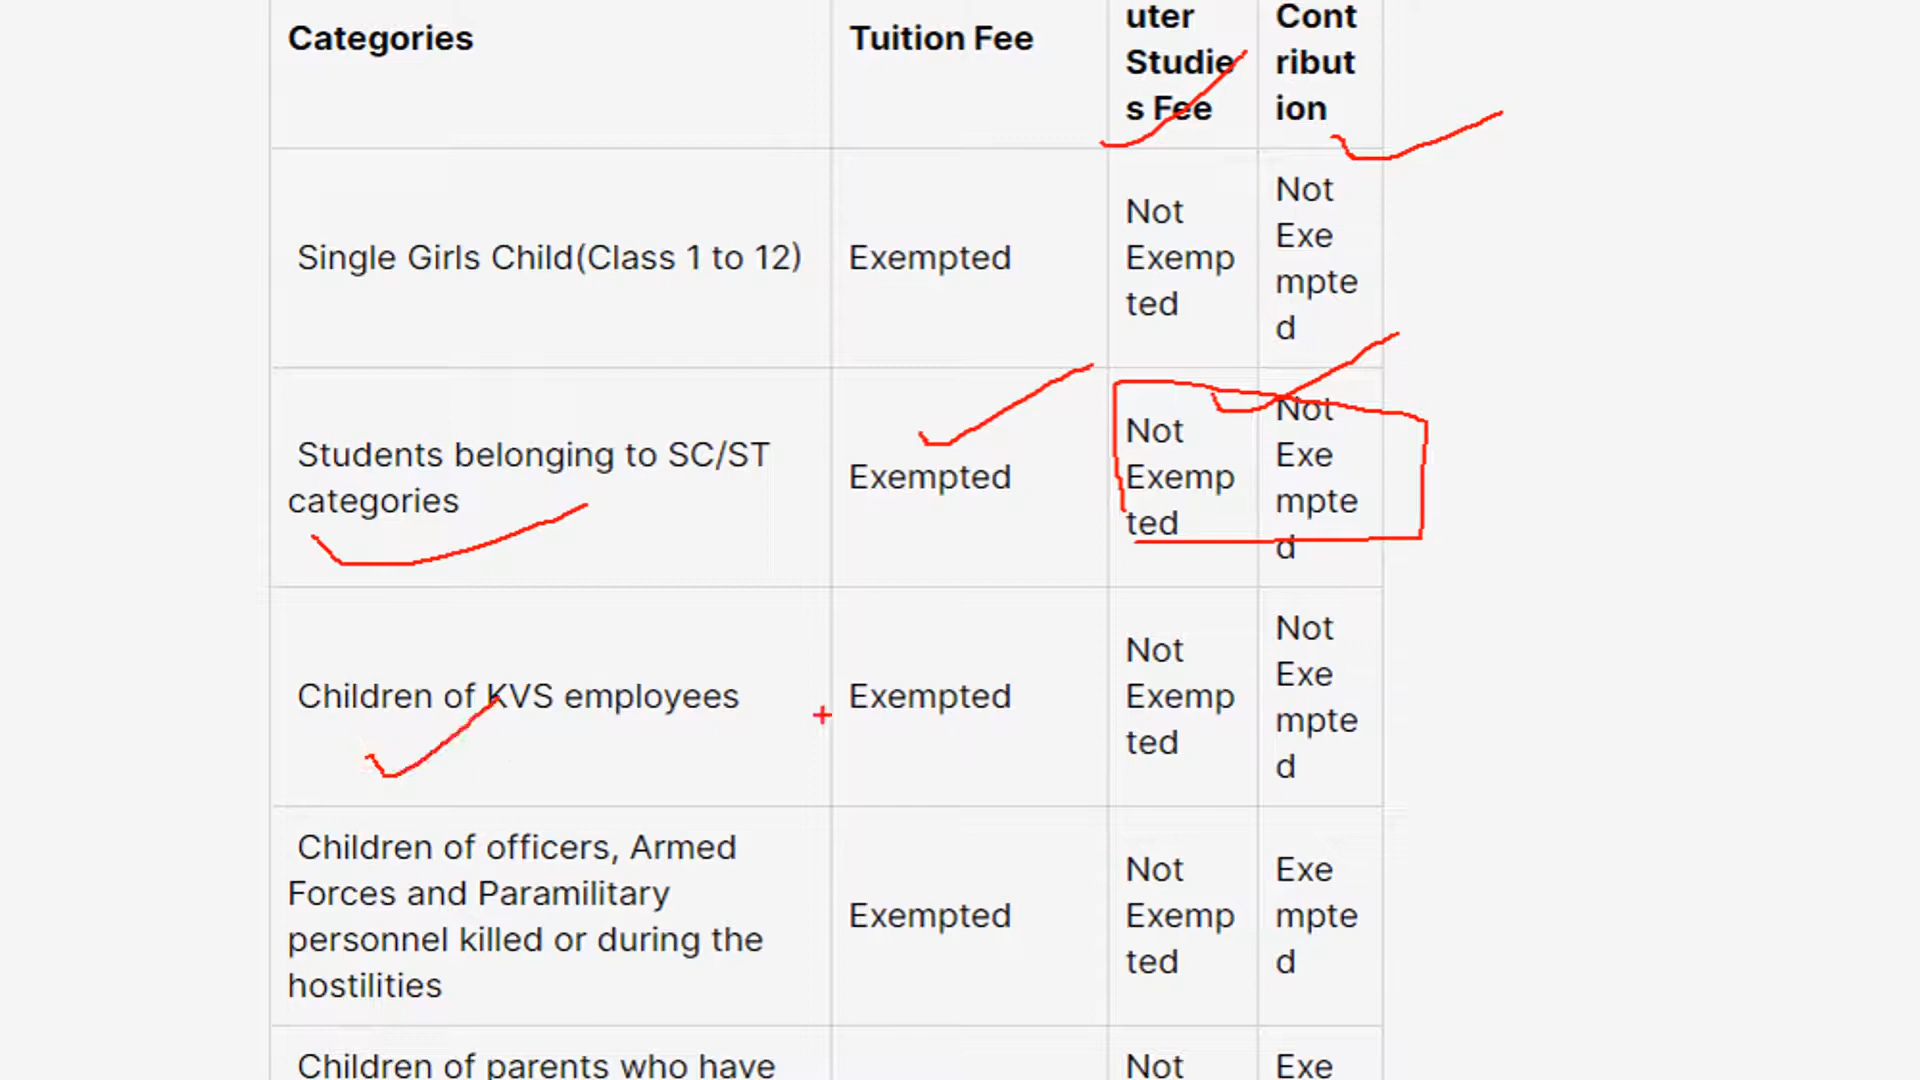 Categories
Tuition Fee
uter
Studie
s Fee
Cont
ribut
ion
Single Girls Child(Class 1 to 12)
Exempted
Not
Exemp
ted
Not
Exe
mpte
d
Students belonging to SC/ST
categories
Exempted
Not
Exemp
ted
Not
Exe
mpte
d
Children of KVS employees
Exempted
Not
Exemp
ted
Not
Exe
mpte
d
Children of officers, Armed
Forces and Paramilitary
personnel killed or during the
hostilities
Exempted
Not
Exemp
ted
Exe
mpte
d
Children of parents who have
Not
Exe